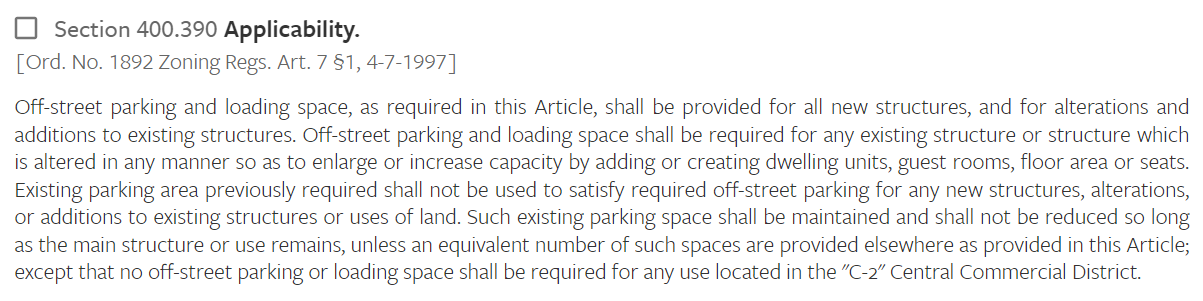 Section 400.390 Applicability.
[Ord. No. 1892 Zoning Regs. Art. 7 §1, 4-7-1997]
Off-street parking and loading space, as required in this Article, shall be provided for all new structures, and for alterations and
additions to existing structures. Off-street parking and loading space shall be required for any existing structure or structure which
is altered in any manner so as to enlarge or increase capacity by adding or creating dwelling units, guest rooms, floor area or seats.
Existing parking area previously required shall not be used to satisfy required off-street parking for any new structures, alterations,
or additions to existing structures or uses of land. Such existing parking space shall be maintained and shall not be reduced so long
as the main structure or use remains, unless an equivalent number of such spaces are provided elsewhere as provided in this Article;
except that no off-street parking or loading space shall be required for any use located in the "C-2" Central Commercial District.